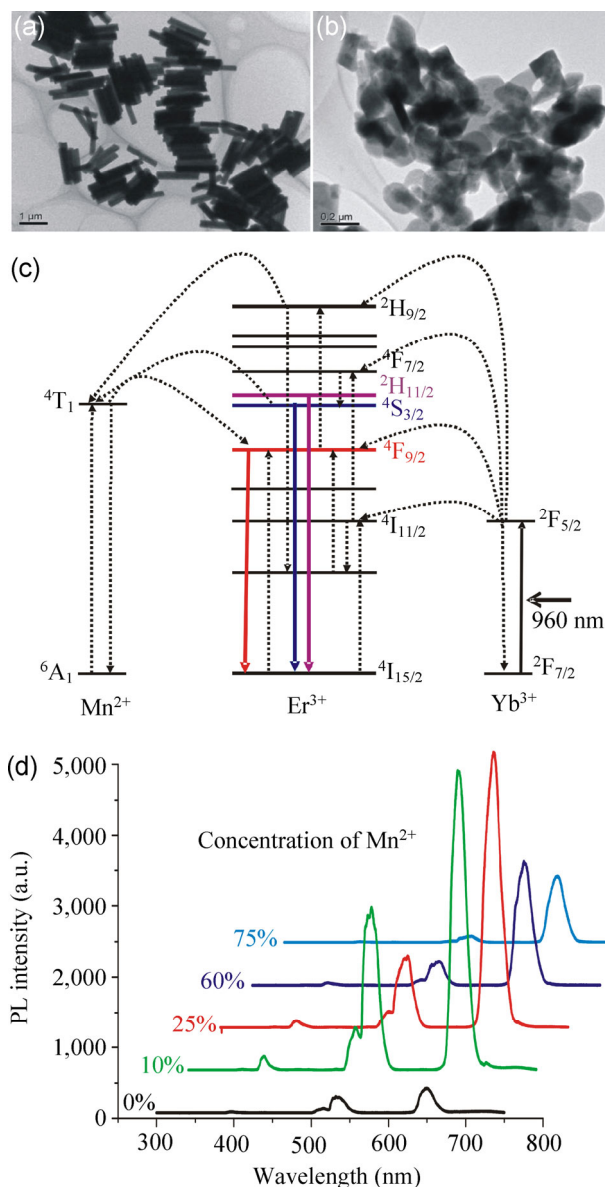 (a)
1 μm
(b)
0.2 μm
(c)
²H₉/₂
⁴F₇/₂
²H₁₁/₂
⁴T₁
⁴S₃/₂
⁴F₉/₂
⁴I₁₁/₂
²F₅/₂
960 nm
⁶A₁
⁴I₁₅/₂
²F₇/₂
Mn²⁺
Er³⁺
Yb³⁺
(d)
5,000
Concentration of Mn²⁺
4,000
3,000
75%
2,000
60%
25%
1,000
10%
0%
0
PL intensity (a.u.)
300 400 500 600 700 800
Wavelength (nm)